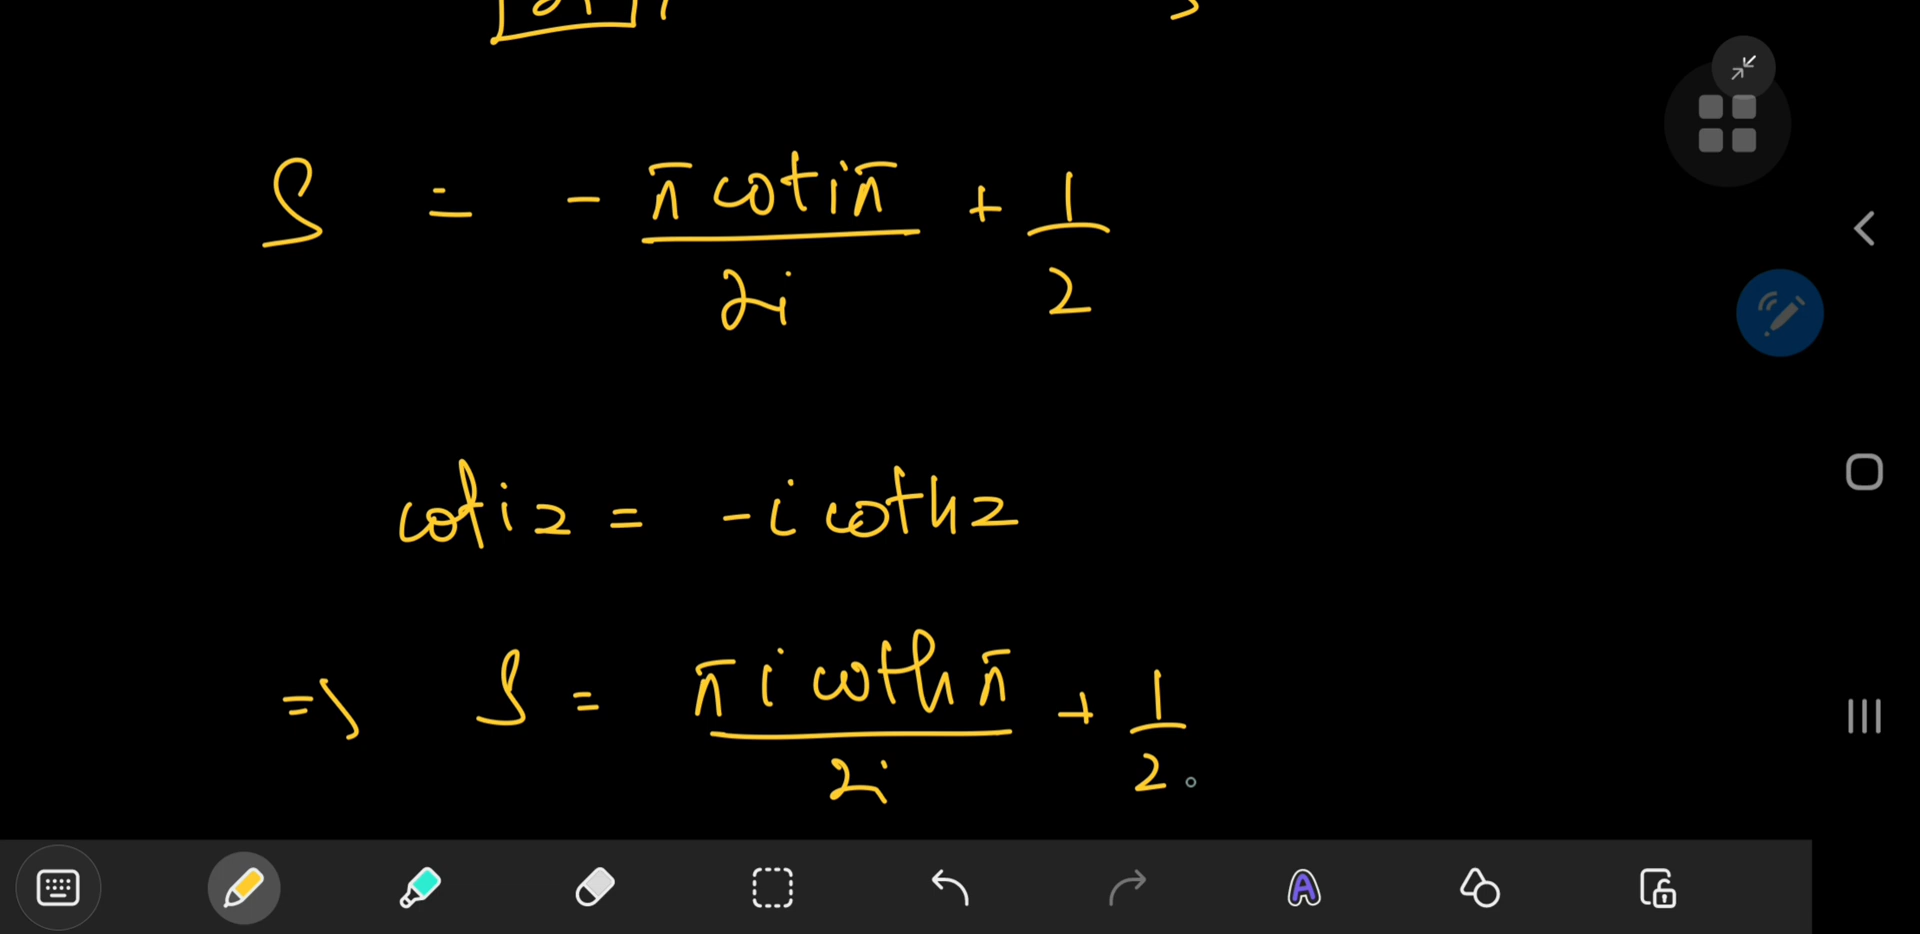 S = - π cot iπ / 2i + 1/2
cot iz = -i coth z
=> S = π i coth π / 2i + 1/2